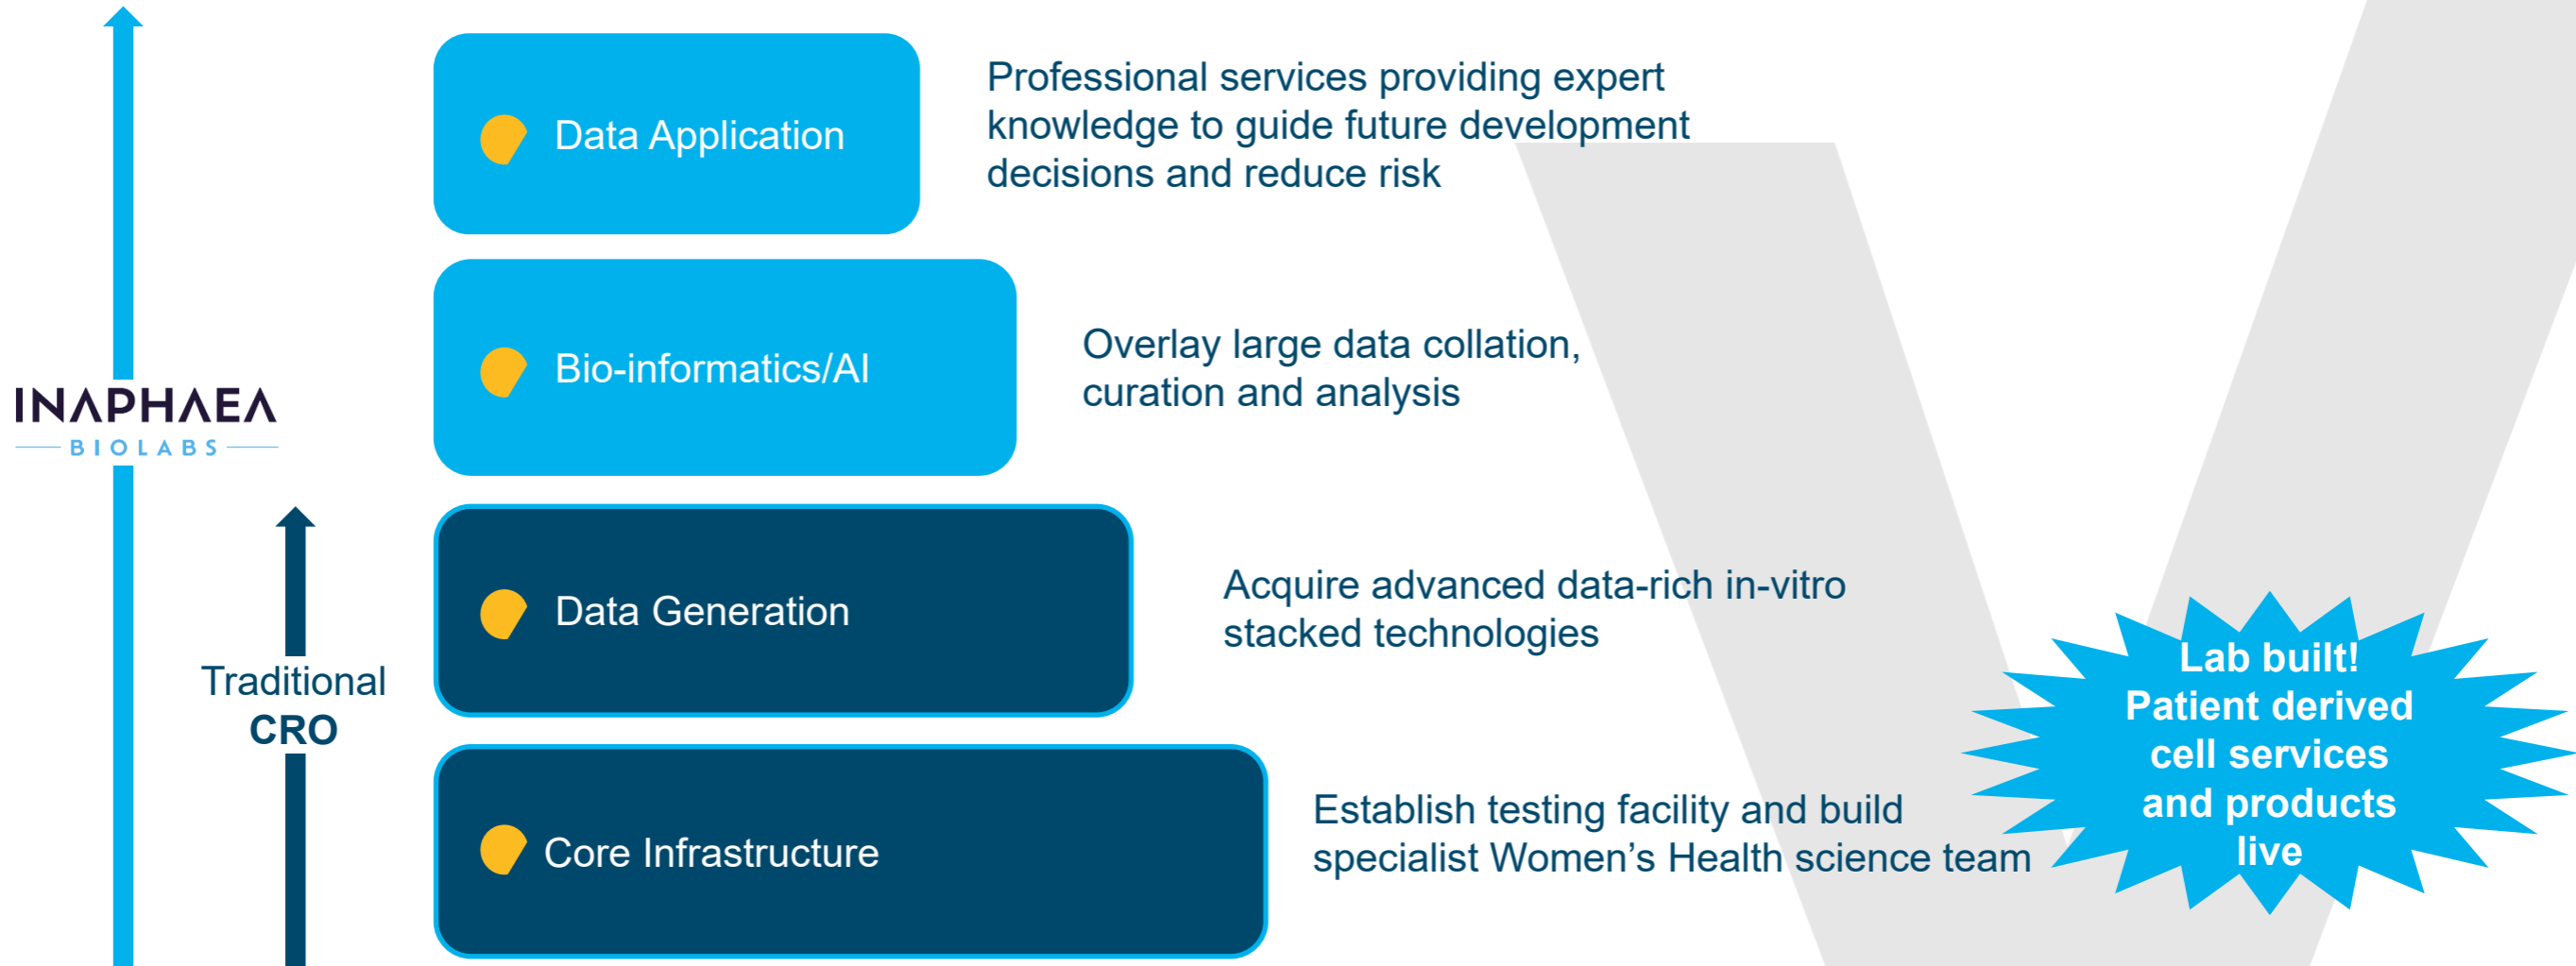 Data Application
Professional services providing expert
knowledge to guide future development
decisions and reduce risk
Bio-informatics/AI
Overlay large data collation,
curation and analysis
INAPHAEA
BIOLABS
Data Generation
Acquire advanced data-rich in-vitro
stacked technologies
Traditional
CRO
Core Infrastructure
Establish testing facility and build
specialist Women’s Health science team
Lab built!
Patient derived
cell services
and products
live